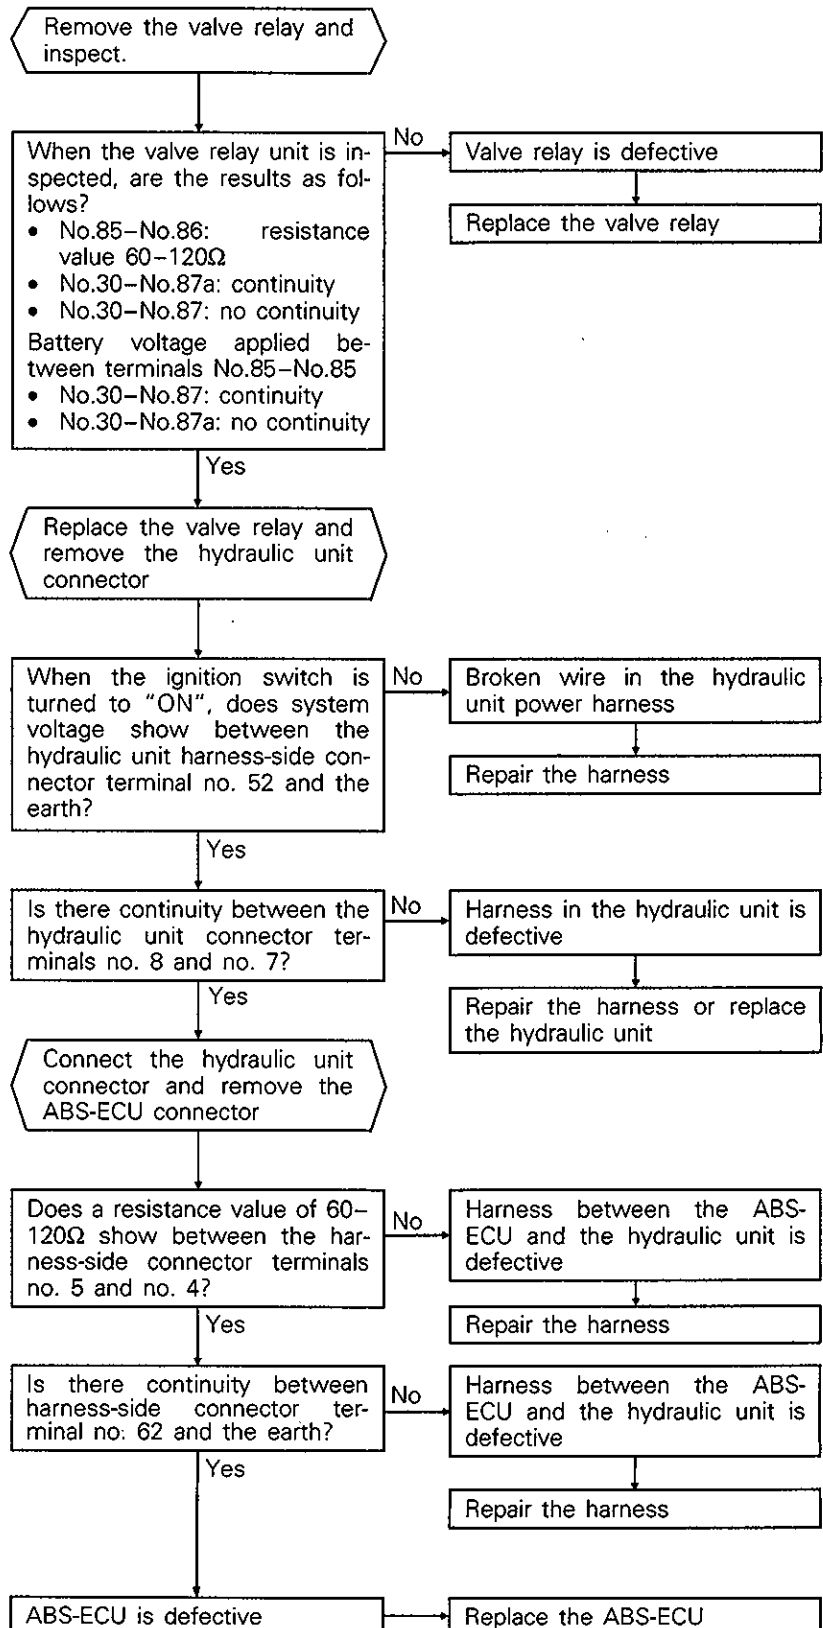 Remove the valve relay and
inspect.
When the valve relay unit is in-
spected, are the results as fol-
lows?
• No.85–No.86: resistance
value 60–120Ω
• No.30–No.87a: continuity
• No.30–No.87: no continuity
Battery voltage applied be-
tween terminals No.85–No.85
• No.30–No.87: continuity
• No.30–No.87a: no continuity
No
Valve relay is defective
Replace the valve relay
Yes
Replace the valve relay and
remove the hydraulic unit
connector
When the ignition switch is
turned to “ON”, does system
voltage show between the
hydraulic unit harness-side con-
nector terminal no. 52 and the
earth?
No
Broken wire in the hydraulic
unit power harness
Repair the harness
Yes
Is there continuity between the
hydraulic unit connector ter-
minals no. 8 and no. 7?
No
Harness in the hydraulic unit is
defective
Repair the harness or replace
the hydraulic unit
Yes
Connect the hydraulic unit
connector and remove the
ABS-ECU connector
Does a resistance value of 60–
120Ω show between the har-
ness-side connector terminals
no. 5 and no. 4?
No
Harness between the ABS-
ECU and the hydraulic unit is
defective
Repair the harness
Yes
Is there continuity between
harness-side connector ter-
minal no. 62 and the earth?
No
Harness between the ABS-
ECU and the hydraulic unit is
defective
Repair the harness
Yes
ABS-ECU is defective
Replace the ABS-ECU